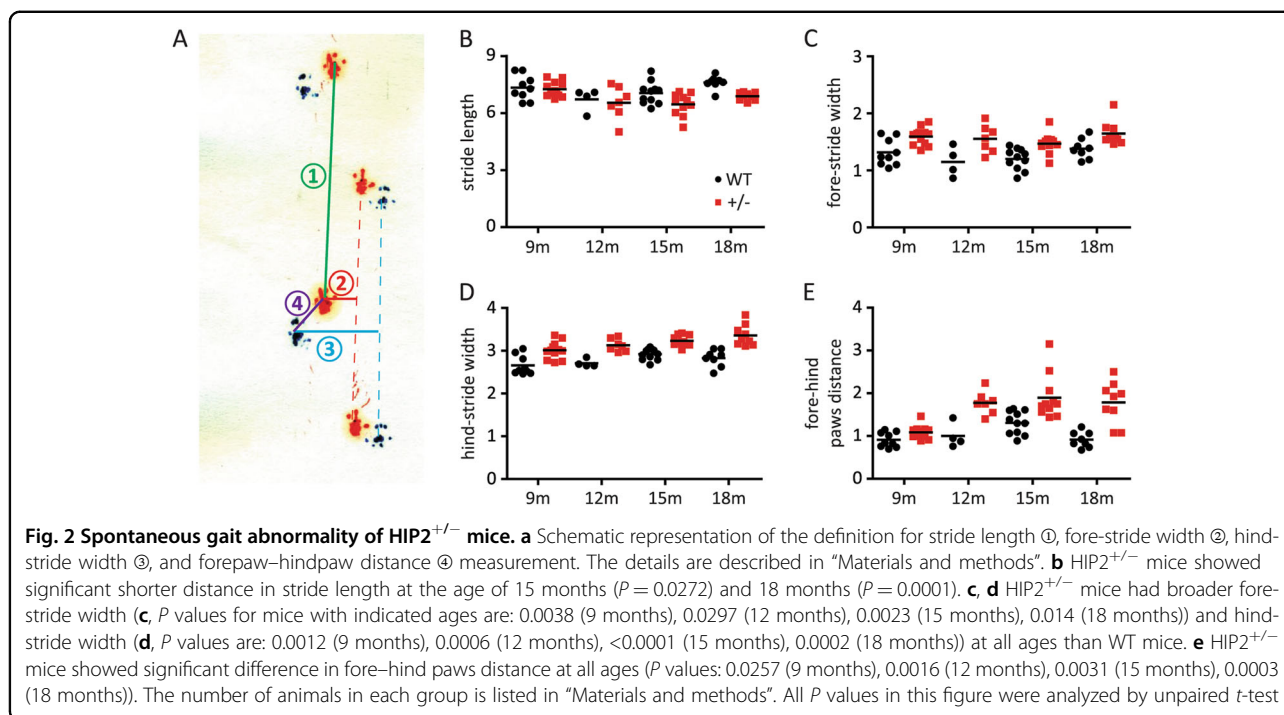 A
①
②
④
③
B
9
6
3
0
stride length
WT
+/-
9m 12m 15m 18m
C
3
2
1
0
fore-stride width
9m 12m 15m 18m
D
4
3
2
1
0
hind-stride width
9m 12m 15m 18m
E
4
3
2
1
0
fore-hind
paws distance
9m 12m 15m 18m
Fig. 2 Spontaneous gait abnormality of HIP2+/− mice. a Schematic representation of the definition for stride length ①, fore-stride width ②, hind-
stride width ③, and forepaw–hindpaw distance ④ measurement. The details are described in “Materials and methods”. b HIP2+/− mice showed
significant shorter distance in stride length at the age of 15 months (P = 0.0272) and 18 months (P = 0.0001). c, d HIP2+/− mice had broader fore-
stride width (c, P values for mice with indicated ages are: 0.0038 (9 months), 0.0297 (12 months), 0.0023 (15 months), 0.014 (18 months)) and hind-
stride width (d, P values are: 0.0012 (9 months), 0.0006 (12 months), <0.0001 (15 months), 0.0002 (18 months)) at all ages than WT mice. e HIP2+/−
mice showed significant difference in fore–hind paws distance at all ages (P values: 0.0257 (9 months), 0.0016 (12 months), 0.0031 (15 months), 0.0003
(18 months)). The number of animals in each group is listed in “Materials and methods”. All P values in this figure were analyzed by unpaired t-test